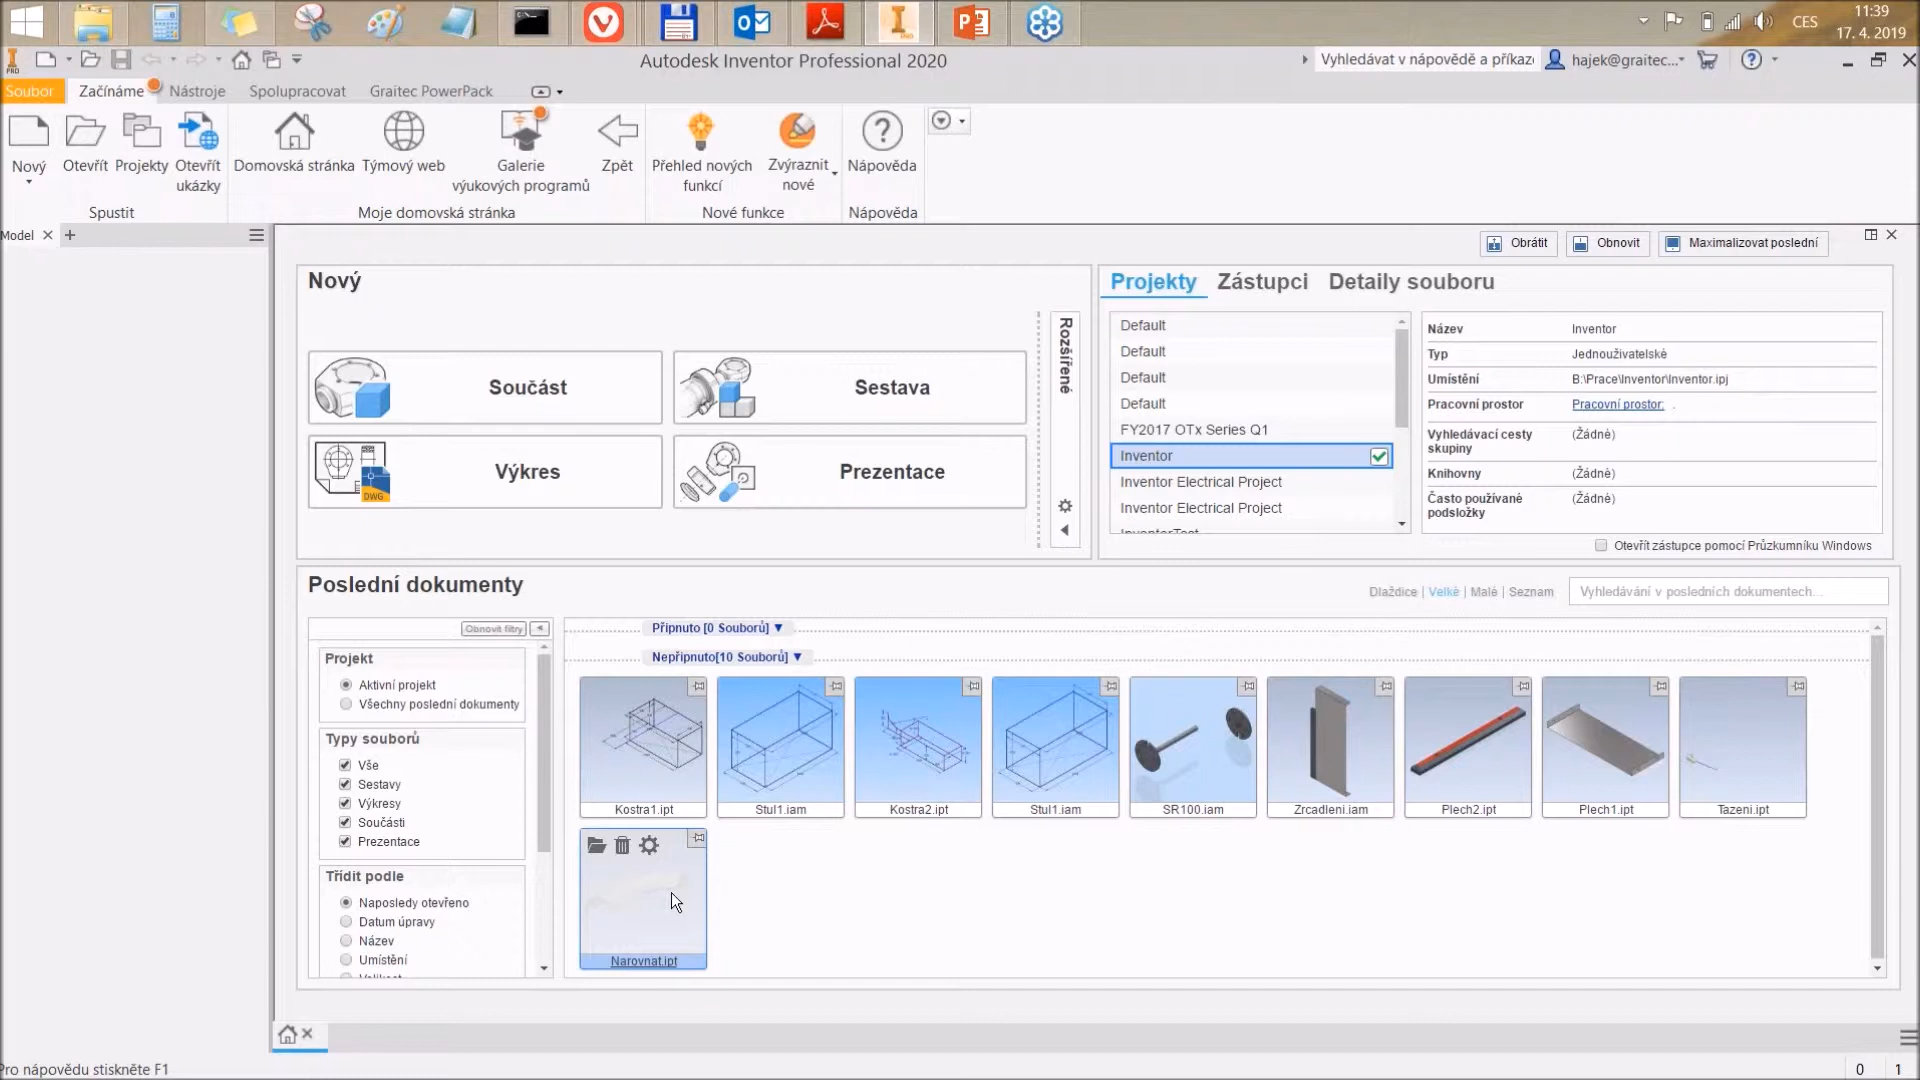 CES
11:39
17. 4. 2019
PRO
Autodesk Inventor Professional 2020
Vyhledávat v nápovědě a příkaz
hajek@graitec...
Soubor
Začínáme
Nástroje
Spolupracovat
Graitec PowerPack
Nový
Otevřít
Projekty
Otevřít
ukázky
Domovská stránka
Týmový web
Galerie
výukových programů
Zpět
Přehled nových
funkcí
Zvýraznit
nové
Nápověda
Spustit
Moje domovská stránka
Nové funkce
Nápověda
Model
Obrátit
Obnovit
Maximalizovat poslední
Nový
Součást
Sestava
Výkres
DWG
Prezentace
Rozšířené
Projekty
Zástupci
Detaily souboru
Default
Default
Default
Default
FY2017 OTx Series Q1
Inventor
Inventor Electrical Project
Inventor Electrical Project
InventorTest
Název Inventor
Typ Jednouživatelské
Umístění B:\Prace\Inventor\Inventor.ipj
Pracovní prostor Pracovní prostor: .
Vyhledávací cesty
skupiny (Žádné)
Knihovny (Žádné)
Často používané
podsložky (Žádné)
Otevřít zástupce pomocí Průzkumníku Windows
Poslední dokumenty
Dlaždice | Velké | Malé | Seznam
Vyhledávání v posledních dokumentech...
Obnovit filtry
Projekt
Aktivní projekt
Všechny poslední dokumenty
Typy souborů
Vše
Sestavy
Výkresy
Součásti
Prezentace
Třídit podle
Naposledy otevřeno
Datum úpravy
Název
Umístění
Velikost
Připnuto [0 Souborů] ▼
Nepřipnuto[10 Souborů] ▼
Kostra1.ipt
Stul1.iam
Kostra2.ipt
Stul1.iam
SR100.iam
Zrcadleni.iam
Plech2.ipt
Plech1.ipt
Tazeni.ipt
Narovnat.ipt
Pro nápovědu stiskněte F1
0
1